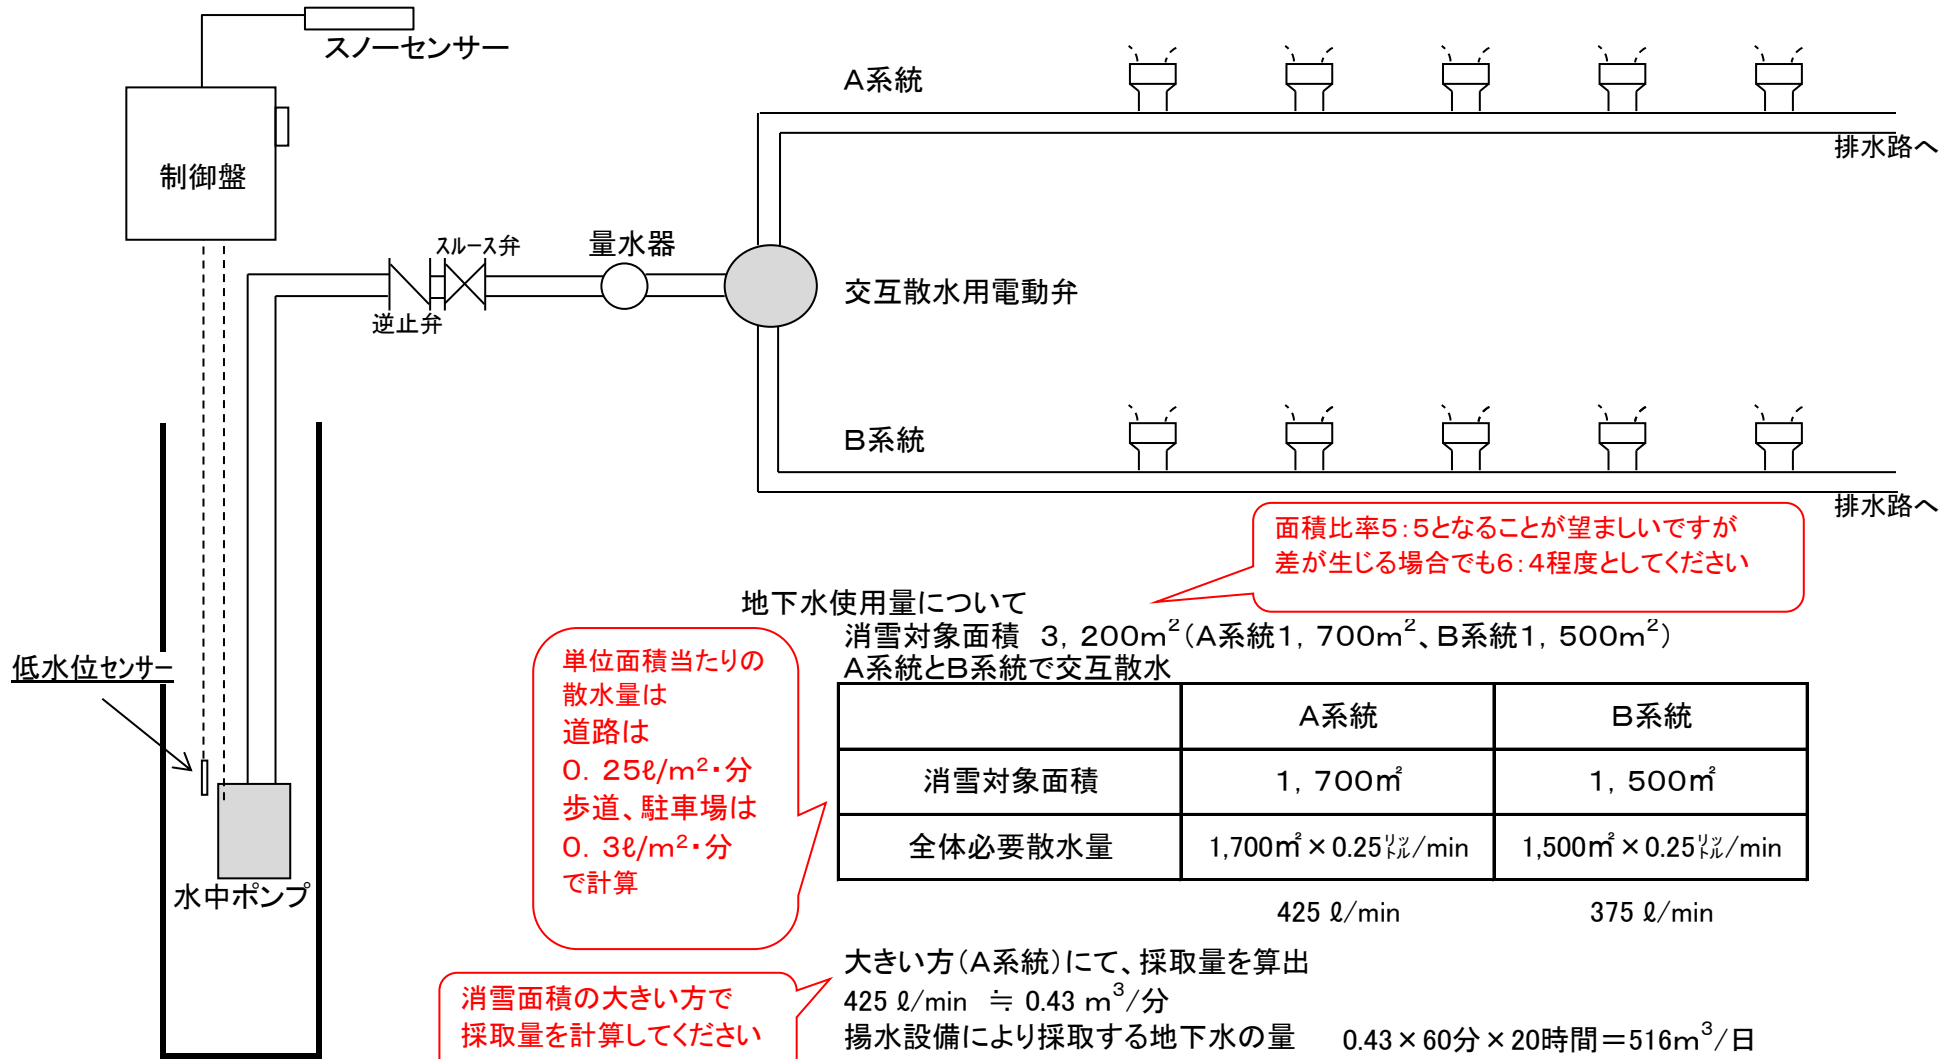 スノーセンサー
制御盤
A系統
排水路へ
スルース弁
量水器
逆止弁
交互散水用電動弁
B系統
排水路へ
低水位センサー
水中ポンプ
面積比率5:5となることが望ましいですが
差が生じる場合でも6:4程度としてください
地下水使用量について
消雪対象面積 3,200m²(A系統1,700m²、B系統1,500m²)
A系統とB系統で交互散水
単位面積当たりの
散水量は
道路は
0.25ℓ/m²・分
歩道、駐車場は
0.3ℓ/m²・分
で計算
A系統 B系統
消雪対象面積 1,700㎡ 1,500㎡
全体必要散水量 1,700㎡×0.25㍑/min 1,500㎡×0.25㍑/min
425 ℓ/min 375 ℓ/min
大きい方(A系統)にて、採取量を算出
425 ℓ/min ≒ 0.43 m³/分
揚水設備により採取する地下水の量 0.43×60分×20時間=516m³/日
消雪面積の大きい方で
採取量を計算してください